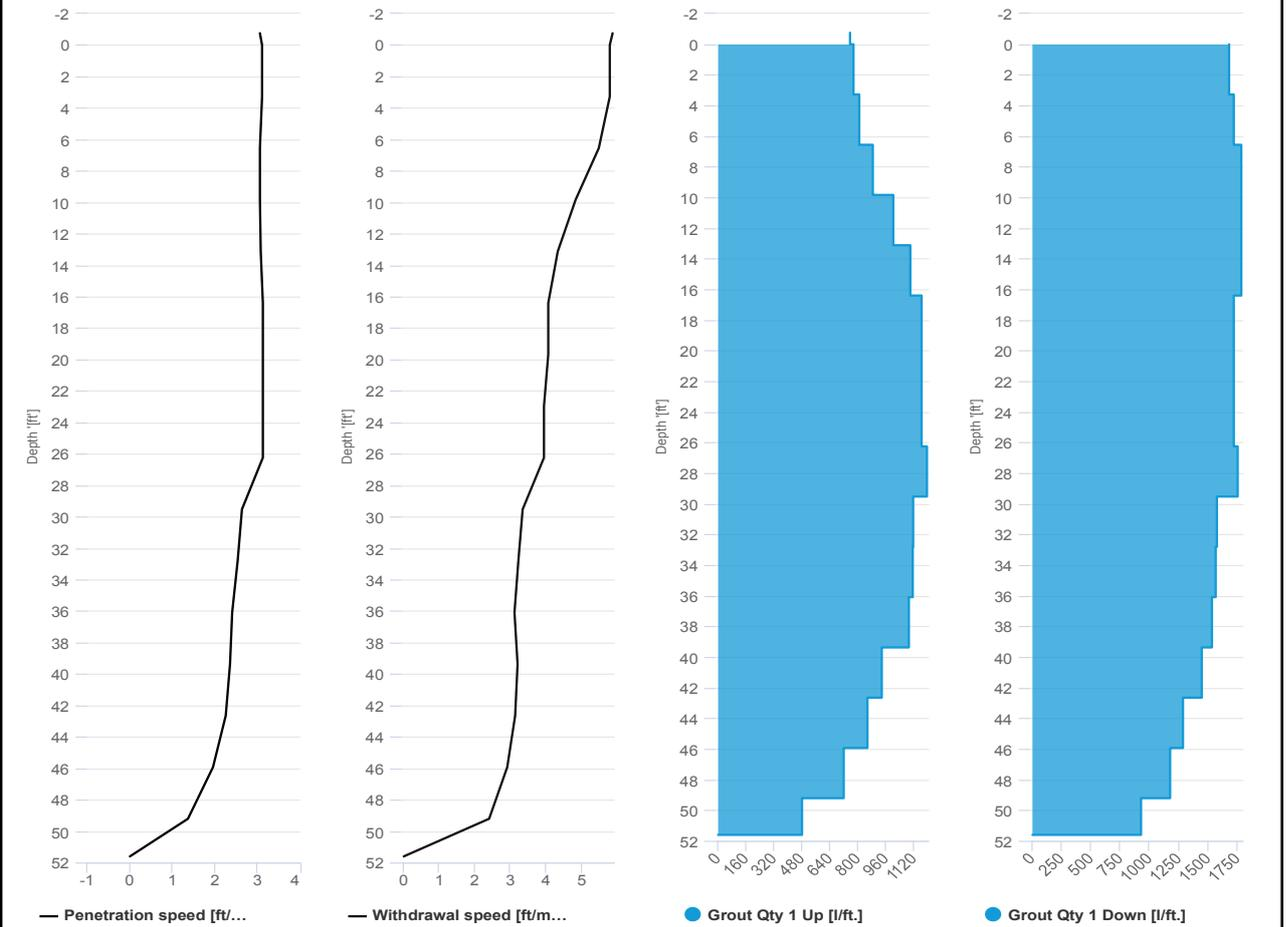 -2 -2 -2 -2
0 0 0 0
2 2 2 2
4 4 4 4
6 6 6 6
8 8 8 8
10 10 10 10
12 12 12 12
14 14 14 14
16 16 16 16
18 18 18 18
20 20 20 20
22 22 22 22
Depth '[ft'] Depth '[ft'] Depth '[ft'] Depth '[ft']
24 24 24 24
26 26 26 26
28 28 28 28
30 30 30 30
32 32 32 32
34 34 34 34
36 36 36 36
38 38 38 38
40 40 40 40
42 42 42 42
44 44 44 44
46 46 46 46
48 48 48 48
50 50 50 50
52 52 52 52
-1 0 1 2 3 4 0 1 2 3 4 5 0 160 320 480 640 800 960 1120 0 250 500 750 1000 1250 1500 1750
Penetration speed [ft/... Withdrawal speed [ft/m... Grout Qty 1 Up [l/ft.] Grout Qty 1 Down [l/ft.]